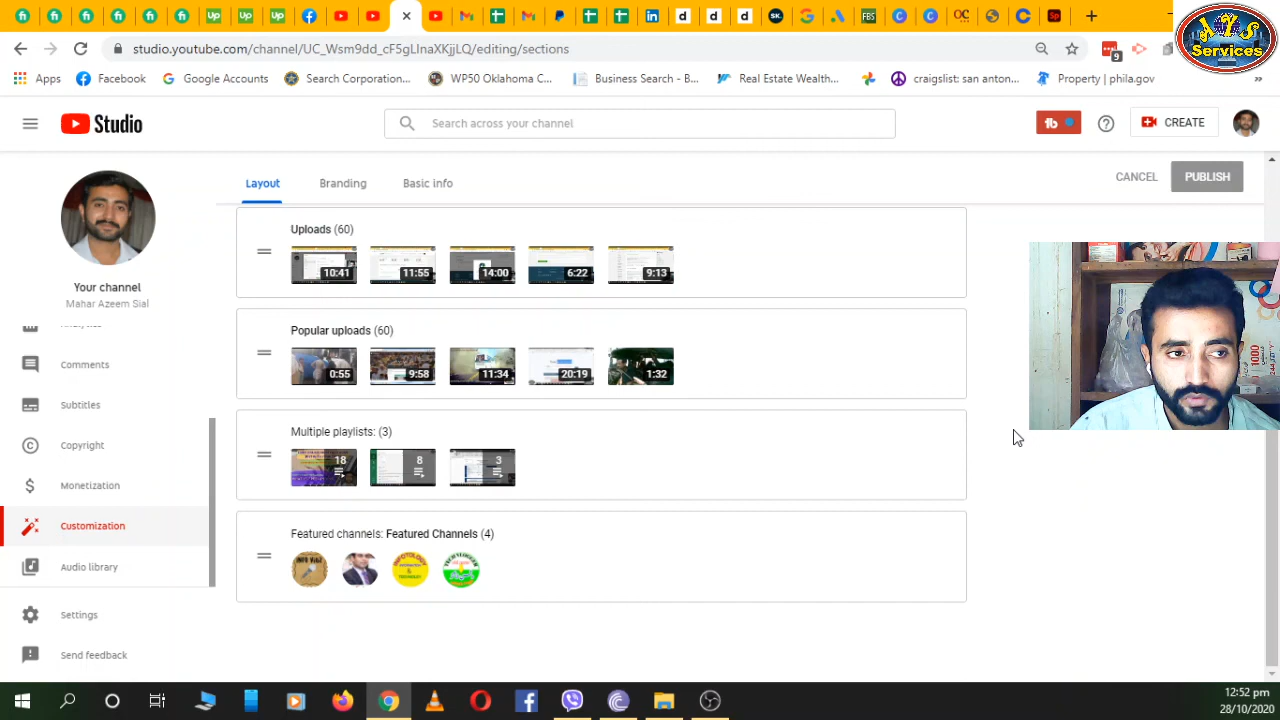 AZS
Services
studio.youtube.com/channel/UC_Wsm9dd_cF5gLlnaXKjjLQ/editing/sections
9
Apps
Facebook
Google Accounts
Search Corporation...
WP50 Oklahoma C...
Business Search - B...
Real Estate Wealth...
craigslist: san anton...
Property | phila.gov
Studio
Search across your channel
CREATE
Layout
Branding
Basic info
CANCEL
PUBLISH
Your channel
Mahar Azeem Sial
Comments
Subtitles
Copyright
Monetization
Customization
Audio library
Settings
Send feedback
Uploads (60)
10:41
11:55
14:00
6:22
9:13
Popular uploads (60)
0:55
9:58
11:34
20:19
1:32
Multiple playlists: (3)
18
8
3
Featured channels: Featured Channels (4)
12:52 pm
28/10/2020